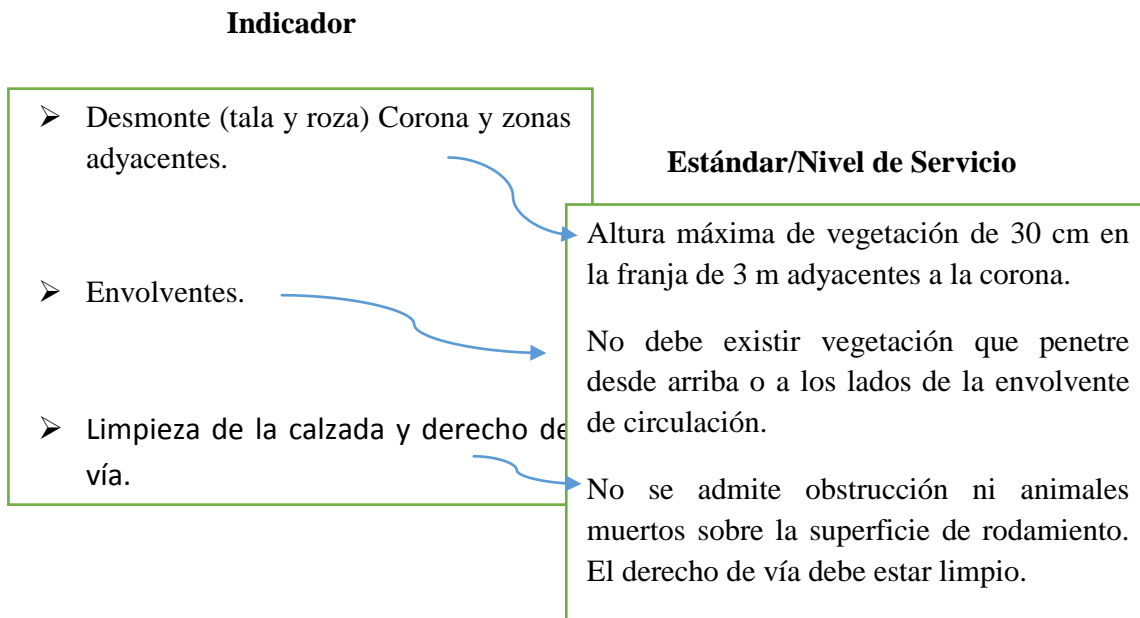 Indicador
➢ Desmonte (tala y roza) Corona y zonas
adyacentes.
➢ Envolventes.
➢ Limpieza de la calzada y derecho de
vía.
Estándar/Nivel de Servicio
Altura máxima de vegetación de 30 cm en
la franja de 3 m adyacentes a la corona.
No debe existir vegetación que penetre
desde arriba o a los lados de la envolvente
de circulación.
No se admite obstrucción ni animales
muertos sobre la superficie de rodamiento.
El derecho de vía debe estar limpio.